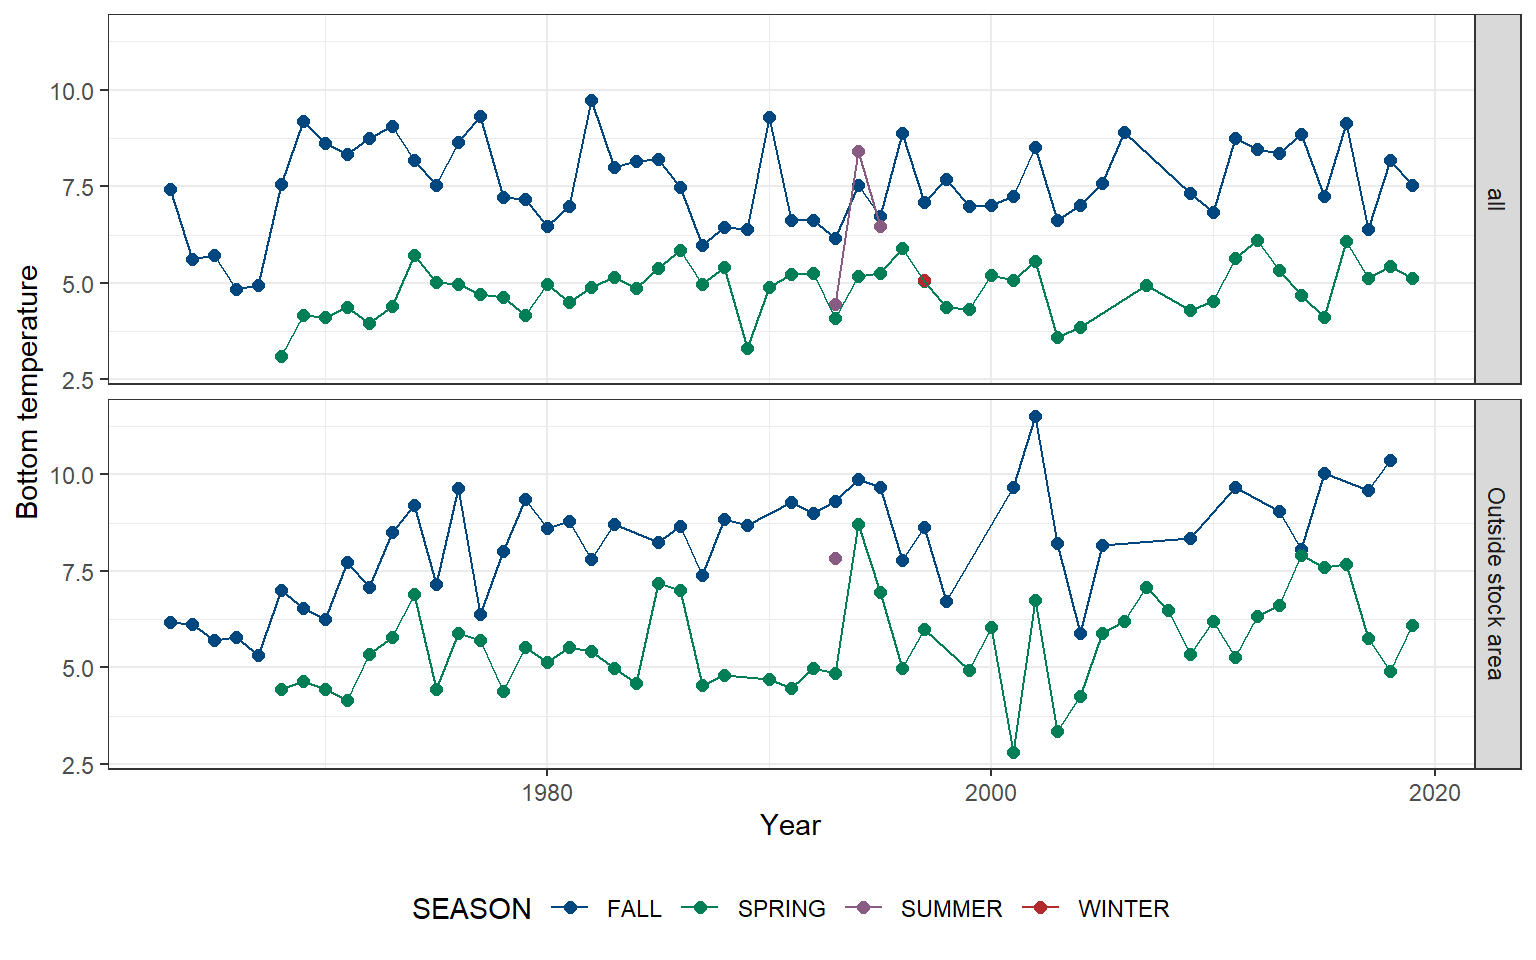 Bottom temperature
10.0
7.5
5.0
2.5
all
10.0
7.5
5.0
2.5
Outside stock area
1980 2000 2020
Year
SEASON FALL SPRING SUMMER WINTER